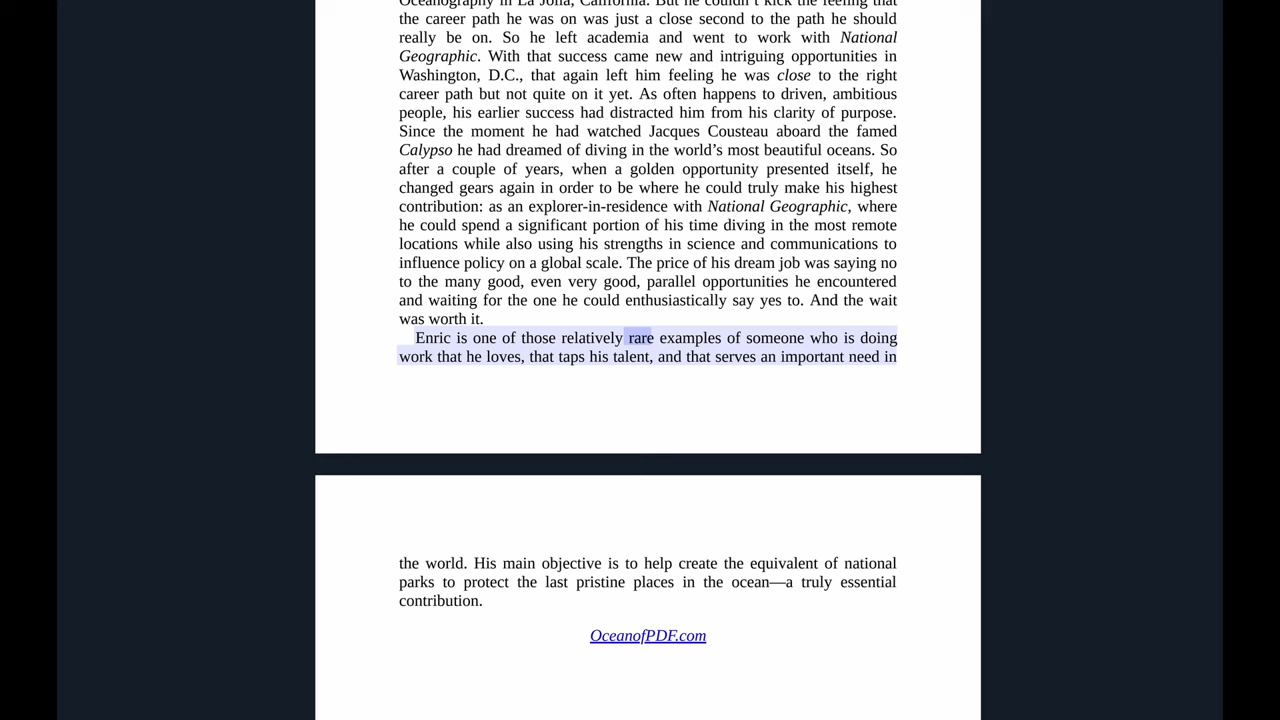 Oceanography in La Jolla, California. But he couldn't kick the feeling that
the career path he was on was just a close second to the path he should
really be on. So he left academia and went to work with National
Geographic. With that success came new and intriguing opportunities in
Washington, D.C., that again left him feeling he was close to the right
career path but not quite on it yet. As often happens to driven, ambitious
people, his earlier success had distracted him from his clarity of purpose.
Since the moment he had watched Jacques Cousteau aboard the famed
Calypso he had dreamed of diving in the world’s most beautiful oceans. So
after a couple of years, when a golden opportunity presented itself, he
changed gears again in order to be where he could truly make his highest
contribution: as an explorer-in-residence with National Geographic, where
he could spend a significant portion of his time diving in the most remote
locations while also using his strengths in science and communications to
influence policy on a global scale. The price of his dream job was saying no
to the many good, even very good, parallel opportunities he encountered
and waiting for the one he could enthusiastically say yes to. And the wait
was worth it.
Enric is one of those relatively rare examples of someone who is doing
work that he loves, that taps his talent, and that serves an important need in
the world. His main objective is to help create the equivalent of national
parks to protect the last pristine places in the ocean—a truly essential
contribution.
OceanofPDF.com